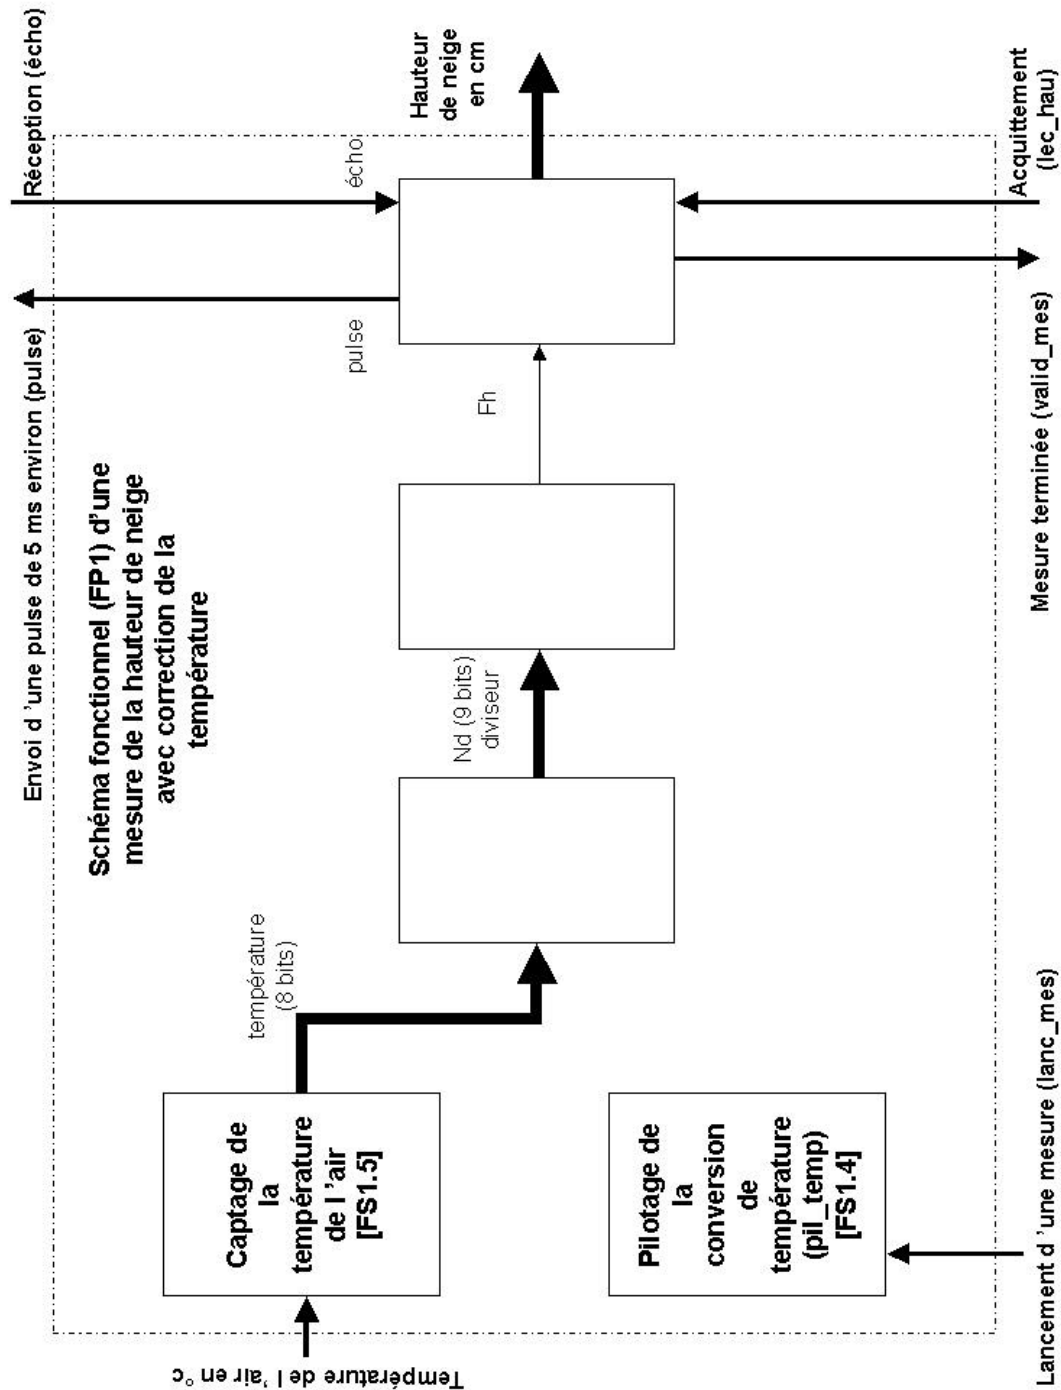 Envoi d ’une pulse de 5 ms environ (pulse)
Réception (écho)
Schéma fonctionnel (FP1) d’une
mesure de la hauteur de neige
avec correction de la
température
pulse
écho
Température de l ’air en °c
Captage de
la
température
de l ’air
[FS1.5]
température
(8 bits)
Nd (9 bits)
diviseur
Fh
Hauteur
de neige
en cm
Pilotage de
la
conversion
de
température
(pil_temp)
[FS1.4]
Lancement d ’une mesure (lanc_mes)
Mesure terminée (valid_mes)
Acquittement
(lec_hau)